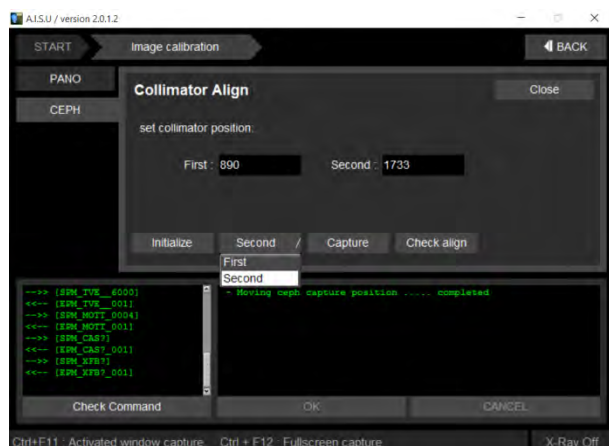 A.I.S.U / version 2.0.1.2
START Image calibration BACK
PANO
CEPH
Collimator Align Close
set collimator position:
First : 890 Second : 1733
Initialize Second / Capture Check align
First
Second
-->> [SPM_TVE__6000]
<<-- [EPM_TVE__001]
-->> [SPM_MOTT_0004]
<<-- [EPM_MOTT_001]
-->> [SPM_CAS?]
<<-- [EPM_CAS?_001]
-->> [SPM_XFB?]
<<-- [EPM_XFB?_001]
- Moving ceph capture position ..... completed
Check Command OK CANCEL
Ctrl+F11 : Activated window capture Ctrl + F12 : Fullscreen capture X-Ray Off